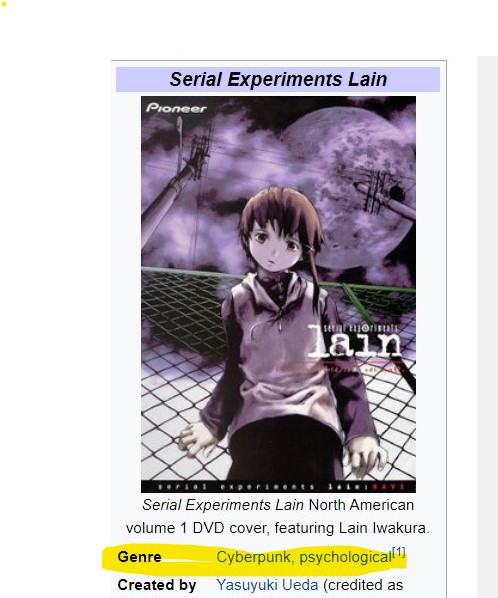 Serial Experiments Lain
Pioneer
serial experiments
lain
serial experiments lain: NAVI
Serial Experiments Lain North American
volume 1 DVD cover, featuring Lain Iwakura.
Genre Cyberpunk, psychological[1]
Created by Yasuyuki Ueda (credited as